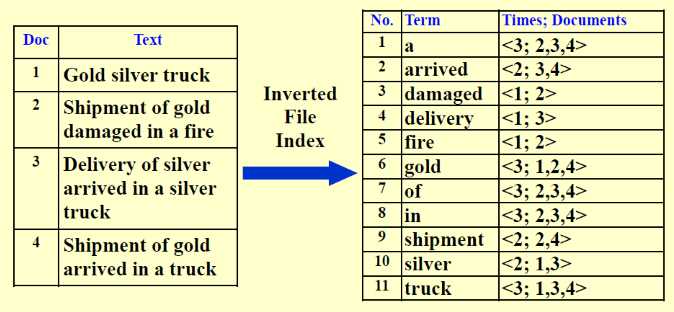 Doc Text
1 Gold silver truck
2 Shipment of gold
damaged in a fire
3 Delivery of silver
arrived in a silver
truck
4 Shipment of gold
arrived in a truck
Inverted
File
Index
No. Term Times; Documents
1 a <3; 2,3,4>
2 arrived <2; 3,4>
3 damaged <1; 2>
4 delivery <1; 3>
5 fire <1; 2>
6 gold <3; 1,2,4>
7 of <3; 2,3,4>
8 in <3; 2,3,4>
9 shipment <2; 2,4>
10 silver <2; 1,3>
11 truck <3; 1,3,4>